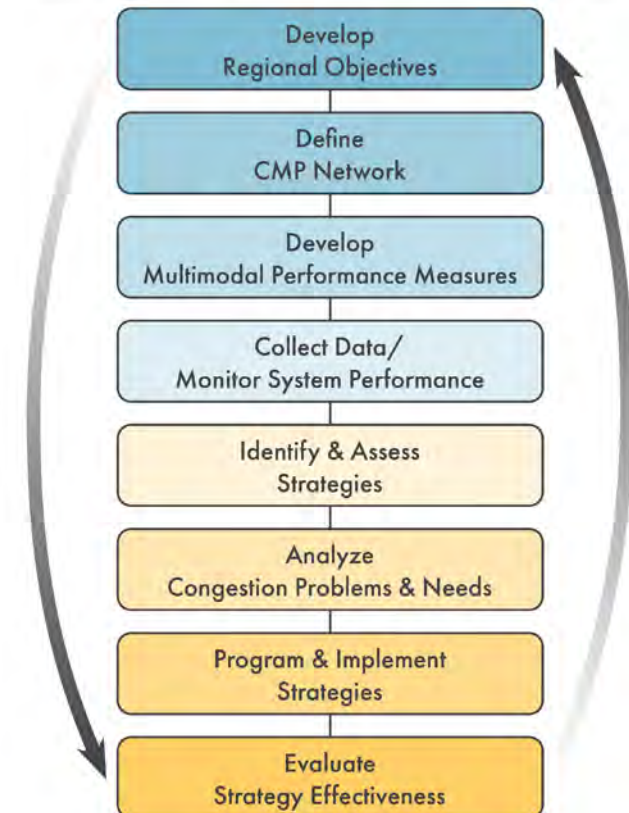 Develop
Regional Objectives
Define
CMP Network
Develop
Multimodal Performance Measures
Collect Data/
Monitor System Performance
Identify & Assess
Strategies
Analyze
Congestion Problems & Needs
Program & Implement
Strategies
Evaluate
Strategy Effectiveness